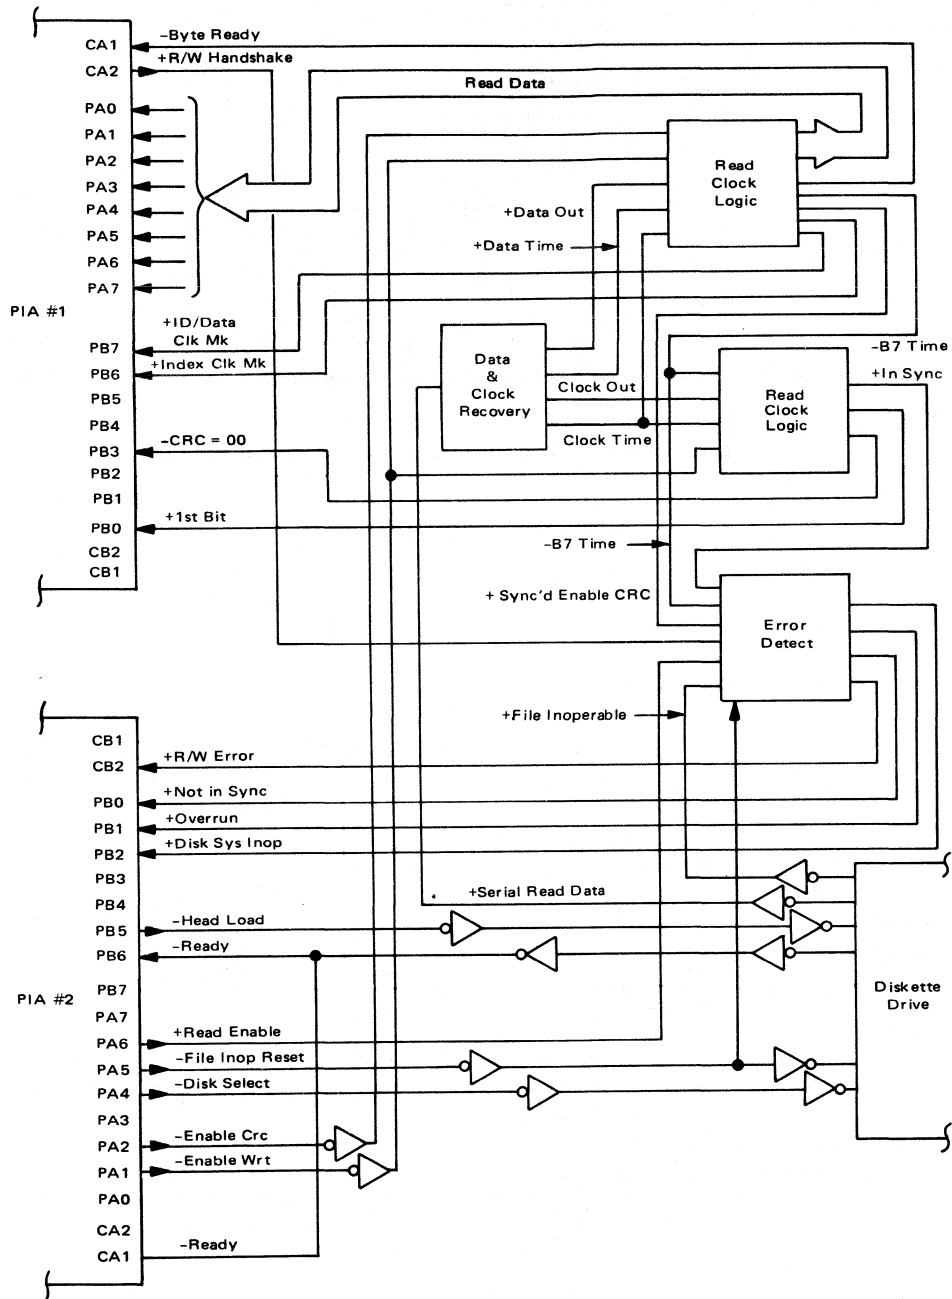 CA1
−Byte Ready
+R/W Handshake
CA2
Read Data
PA0
PA1
PA2
PA3
PA4
PA5
PA6
PA7
Read
Clock
Logic
+Data Out
+Data Time
PIA #1
+ID/Data
Clk Mk
PB7
+Index Clk Mk
PB6
PB5
PB4
−CRC = 00
PB3
PB2
PB1
+1st Bit
PB0
CB2
CB1
Data
&
Clock
Recovery
Clock Out
Clock Time
−B7 Time
+In Sync
Read
Clock
Logic
−B7 Time
+ Sync'd Enable CRC
Error
Detect
+File Inoperable
CB1
+R/W Error
CB2
+Not in Sync
PB0
+Overrun
PB1
+Disk Sys Inop
PB2
PB3
+Serial Read Data
PB4
−Head Load
PB5
−Ready
PB6
PIA #2
PB7
PA7
Diskette
Drive
+Read Enable
PA6
−File Inop Reset
PA5
−Disk Select
PA4
PA3
−Enable Crc
PA2
−Enable Wrt
PA1
PA0
CA2
−Ready
CA1